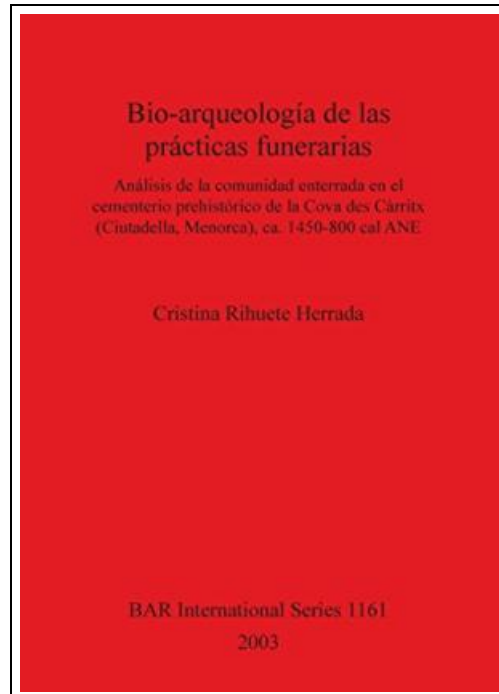 Bio-arqueología de las
prácticas funerarias
Análisis de la comunidad enterrada en el
cementerio prehistórico de la Cova des Càrritx
(Ciutadella, Menorca), ca. 1450-800 cal ANE
Cristina Rihuete Herrada
BAR International Series 1161
2003